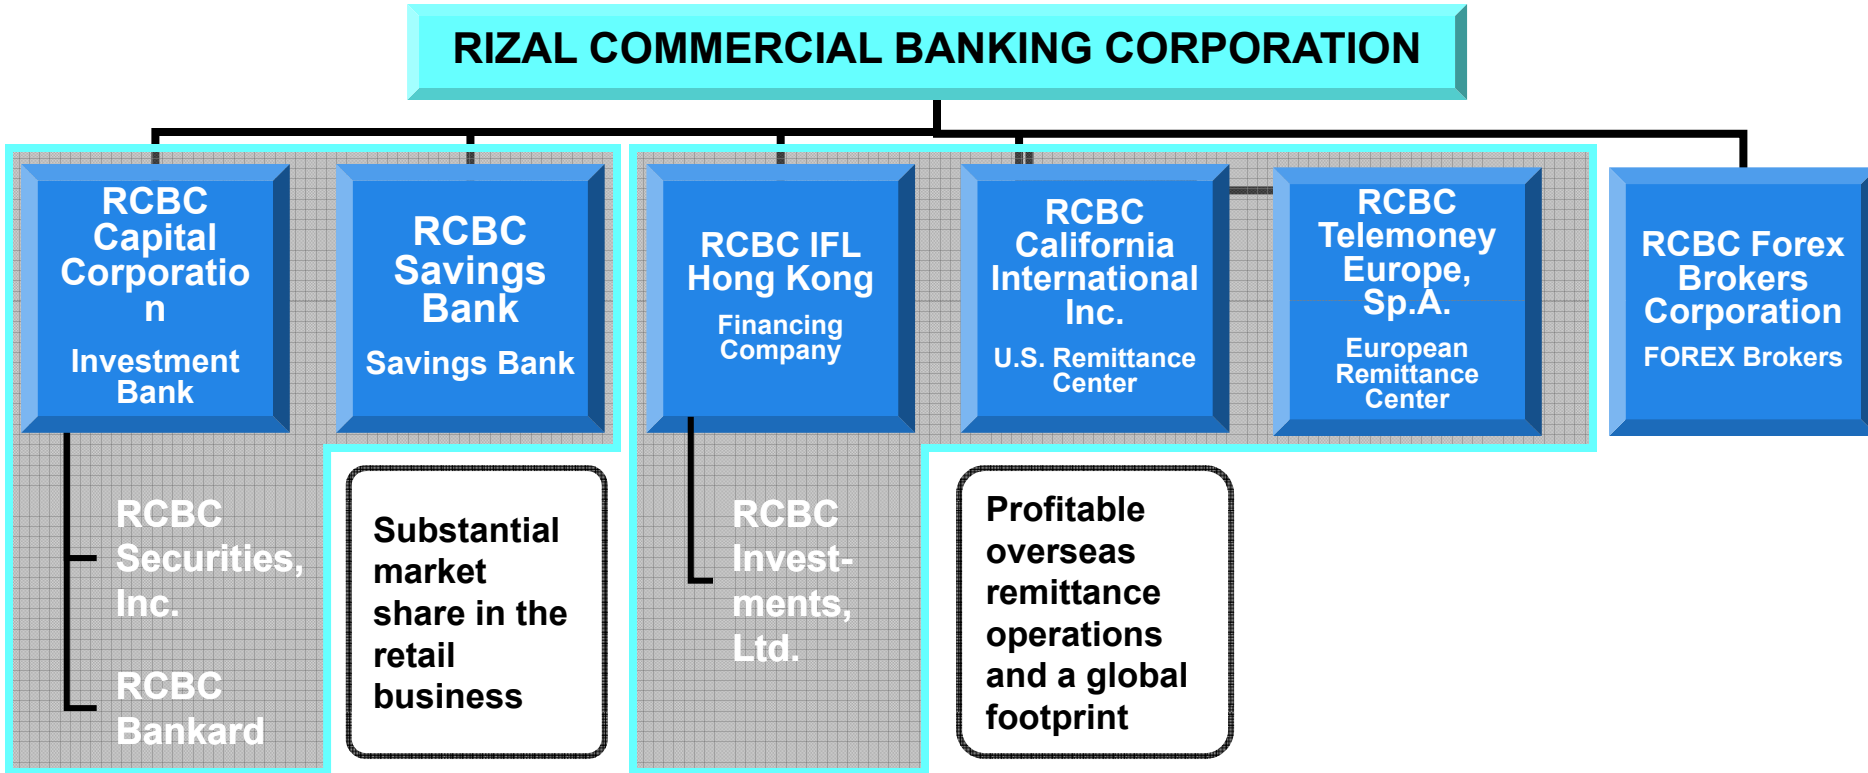 RIZAL COMMERCIAL BANKING CORPORATION
RCBC
Capital
Corporatio
n
Investment
Bank
RCBC
Savings
Bank
Savings Bank
RCBC IFL
Hong Kong
Financing
Company
RCBC
California
International
Inc.
U.S. Remittance
Center
RCBC
Telemoney
Europe,
Sp.A.
European
Remittance
Center
RCBC Forex
Brokers
Corporation
FOREX Brokers
RCBC
Securities,
Inc.
RCBC
Bankard
Substantial
market
share in the
retail
business
RCBC
Invest-
ments,
Ltd.
Profitable
overseas
remittance
operations
and a global
footprint